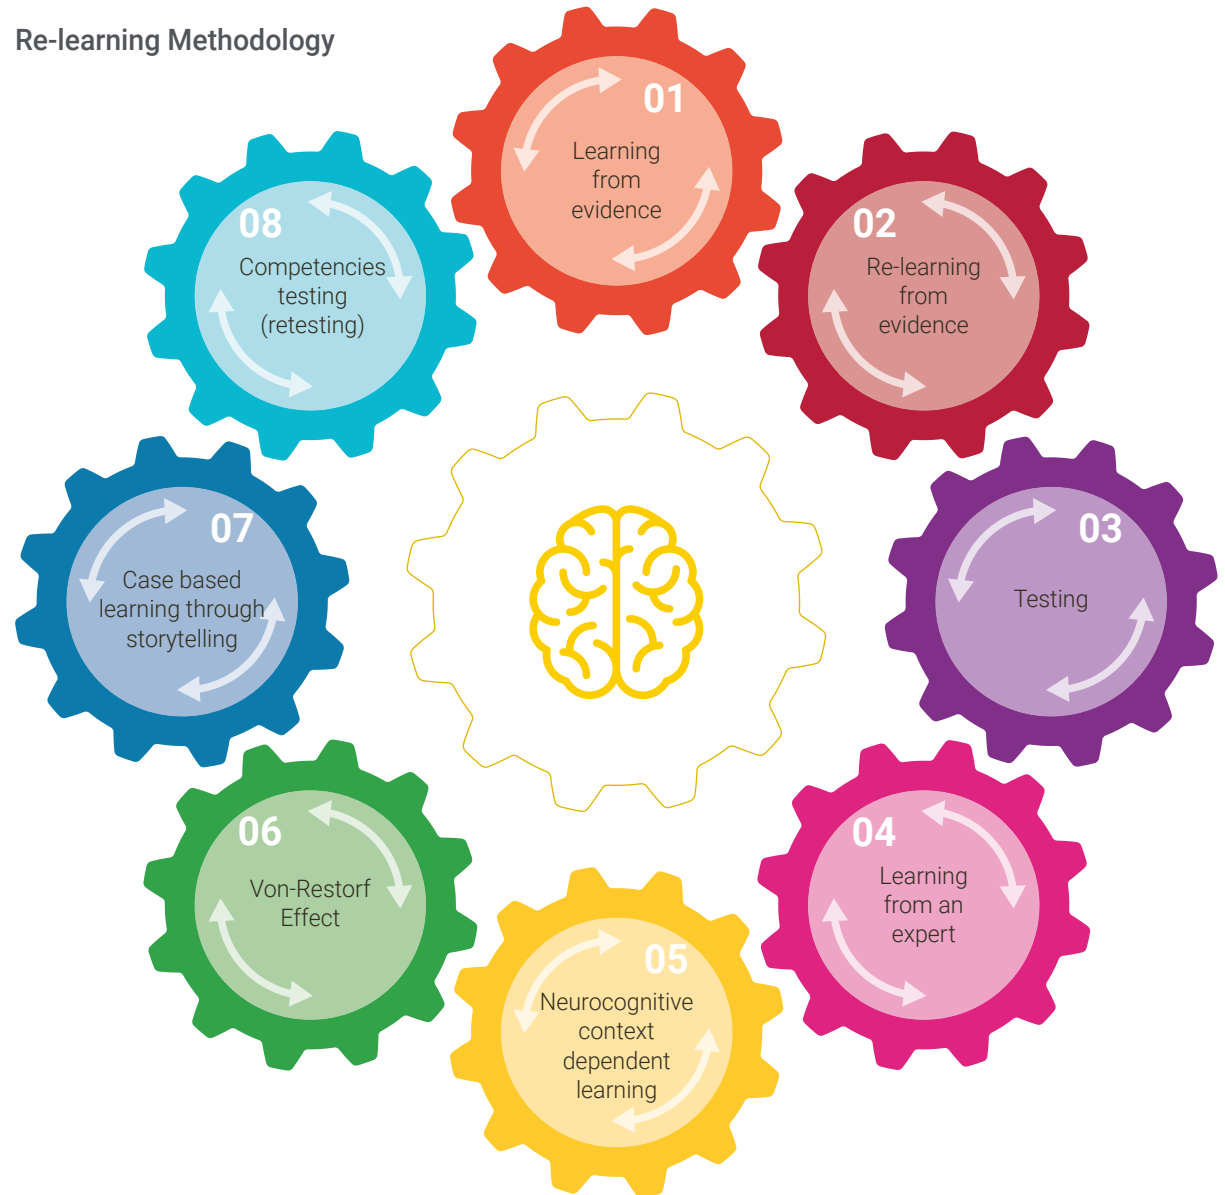 Re-learning Methodology
01
Learning
from
evidence
02
Re-learning
from
evidence
03
Testing
04
Learning
from an
expert
05
Neurocognitive
context
dependent
learning
06
Von-Restorf
Effect
07
Case based
learning through
storytelling
08
Competencies
testing
(retesting)